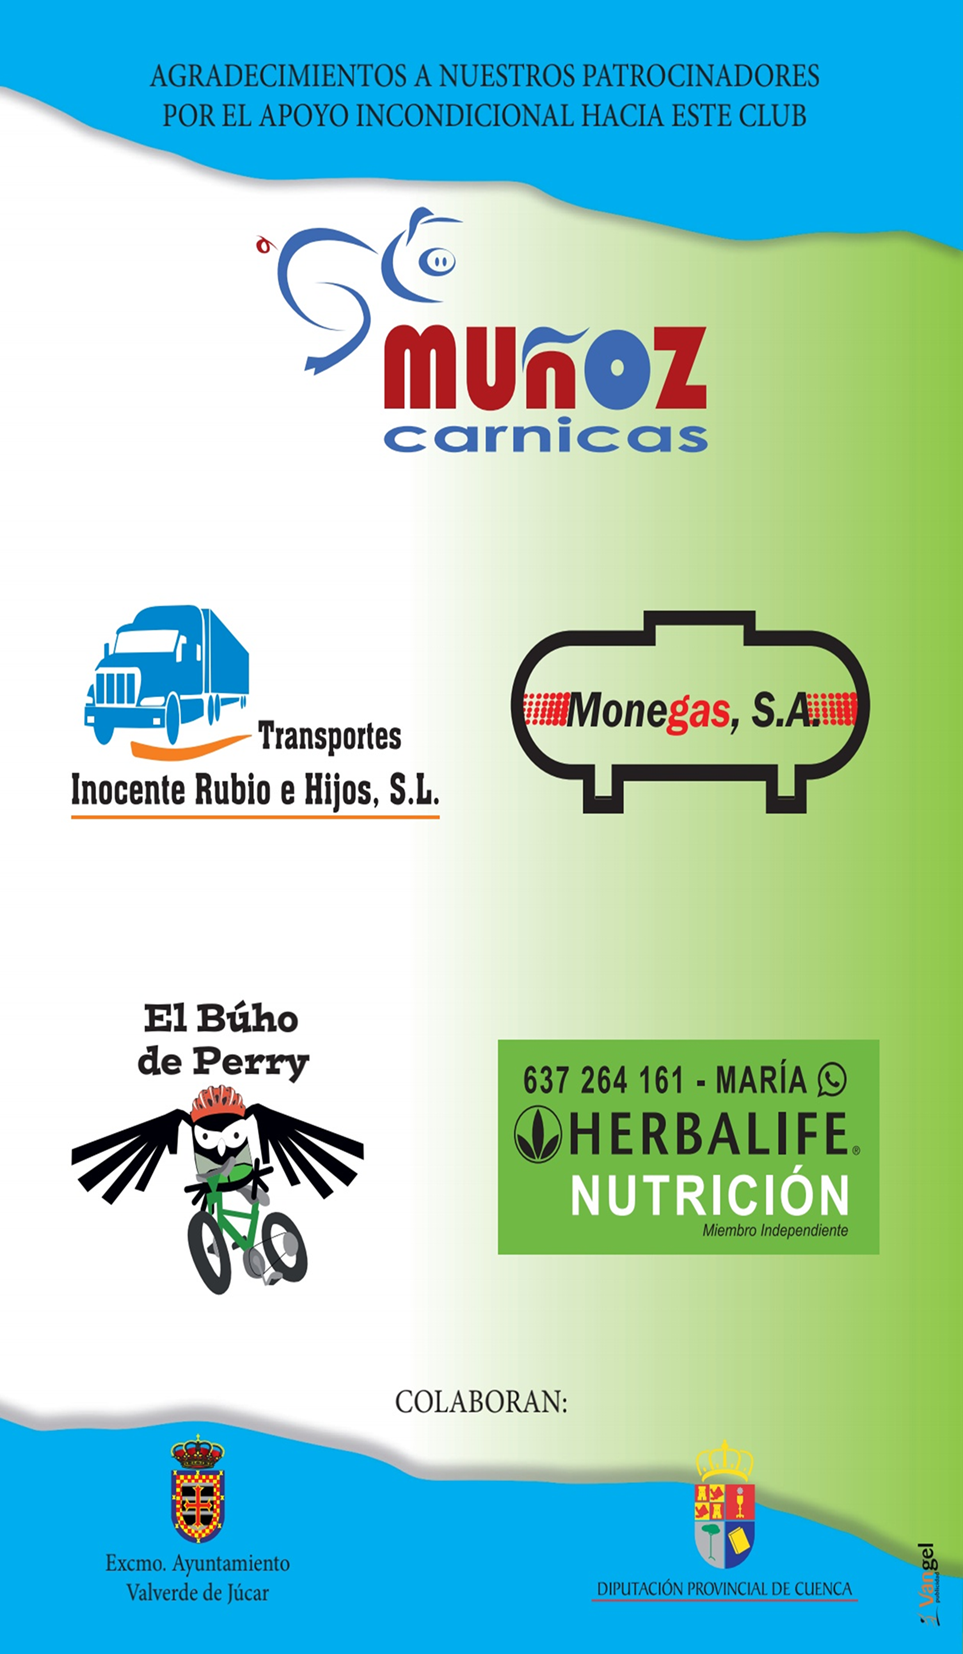 AGRADECIMIENTOS A NUESTROS PATROCINADORES
POR EL APOYO INCONDICIONAL HACIA ESTE CLUB
MUÑOZ
carnicas
Transportes
Inocente Rubio e Hijos, S.L.
Monegas, S.A.
El Búho
de Perry
637 264 161 - MARÍA
HERBALIFE®
NUTRICIÓN
Miembro Independiente
COLABORAN:
Excmo. Ayuntamiento
Valverde de Júcar
DIPUTACIÓN PROVINCIAL DE CUENCA
Vangel
publicidad